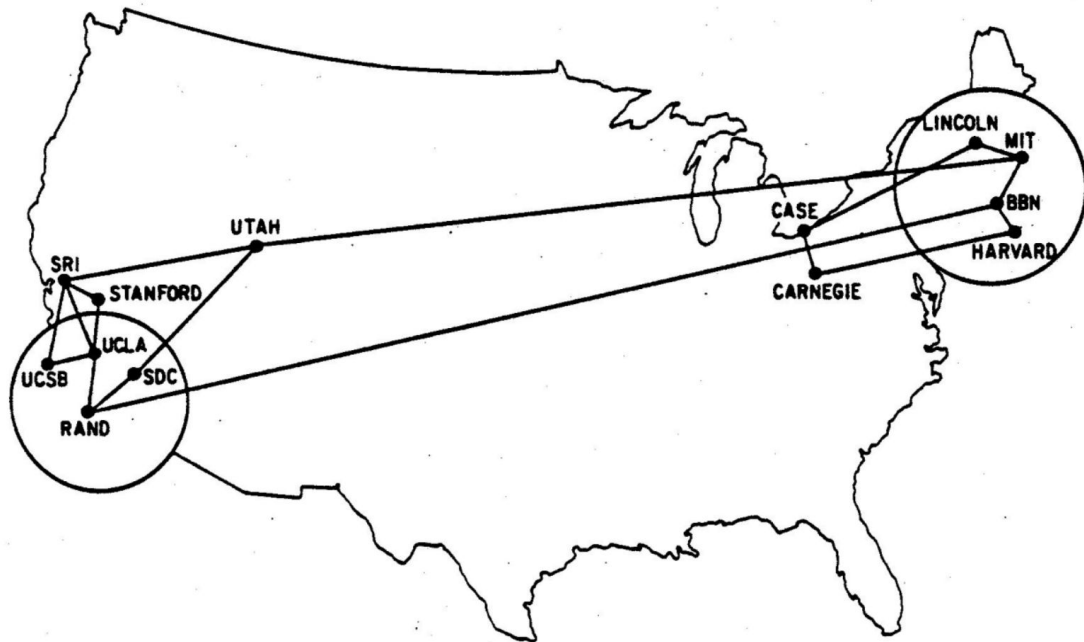 LINCOLN
MIT
BBN
HARVARD
CASE
CARNEGIE
UTAH
SRI
STANFORD
UCLA
UCSB
SDC
RAND